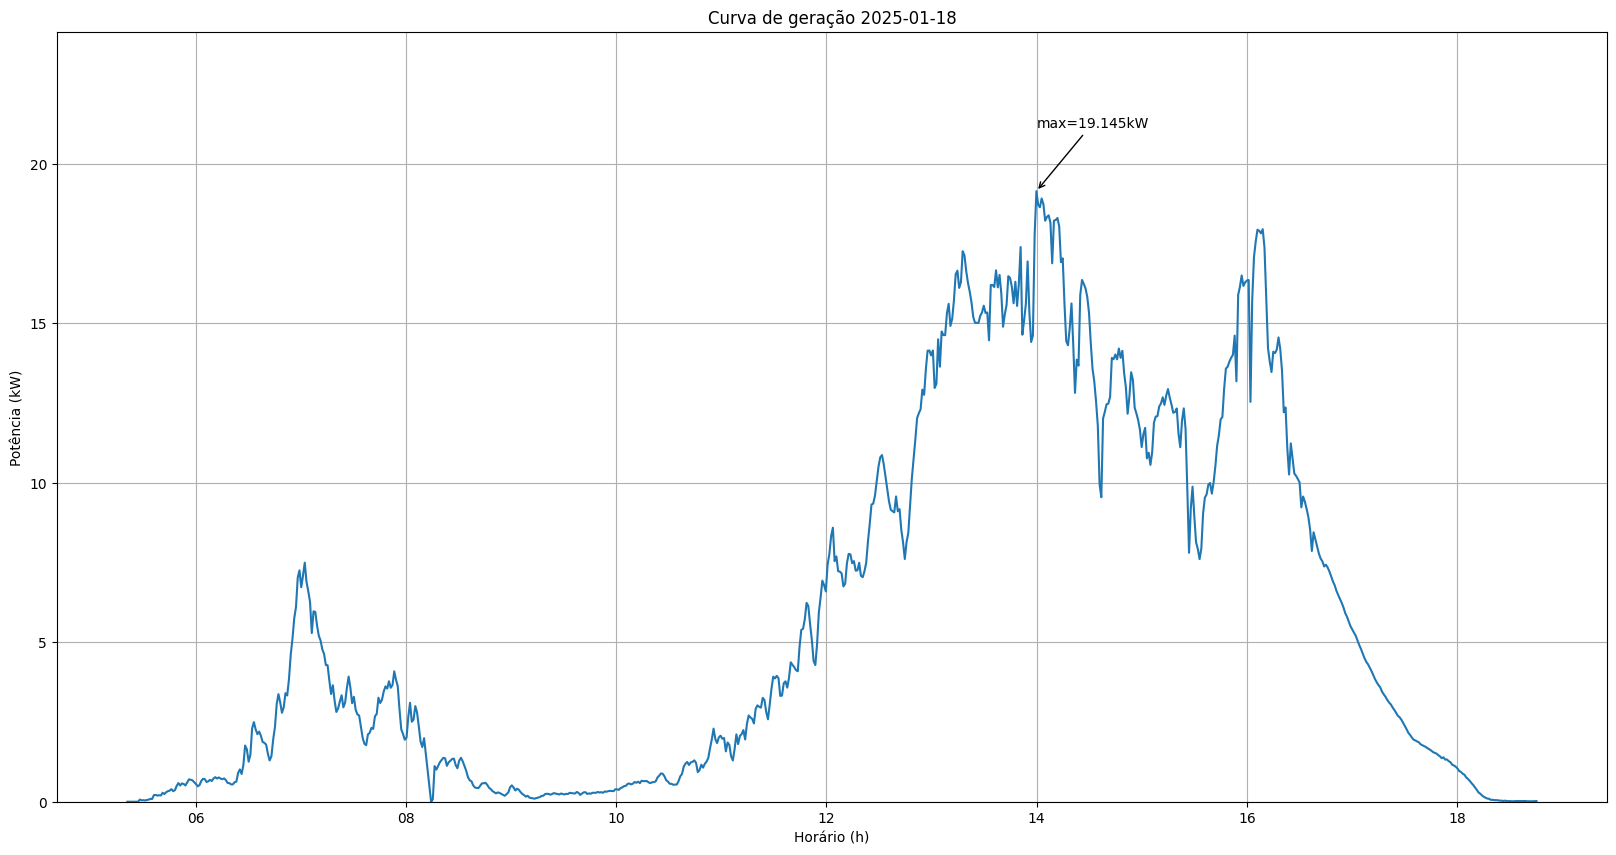 Curva de geração 2025-01-18
max=19.145kW
20
15
10
5
0
Potência (kW)
06 08 10 12 14 16 18
Horário (h)